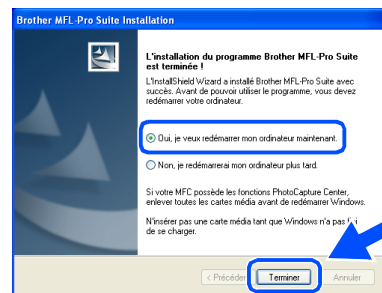 Brother MFL-Pro Suite Installation
L'installation du programme Brother MFL-Pro Suite
est terminée !
L'InstallShield Wizard a installé Brother MFL-Pro Suite avec
succès. Avant de pouvoir utiliser le programme, vous devez
redémarrer votre ordinateur.
Oui, je veux redémarrer mon ordinateur maintenant.
Non, je redémarrerai mon ordinateur plus tard.
Si votre MFC possède les fonctions PhotoCapture Center,
enlever toutes les cartes média avant de redémarrer Windows.
N'insérer pas une carte média tant que Windows n'a pas
de se charger.
< Précéden
Terminer
Annuler